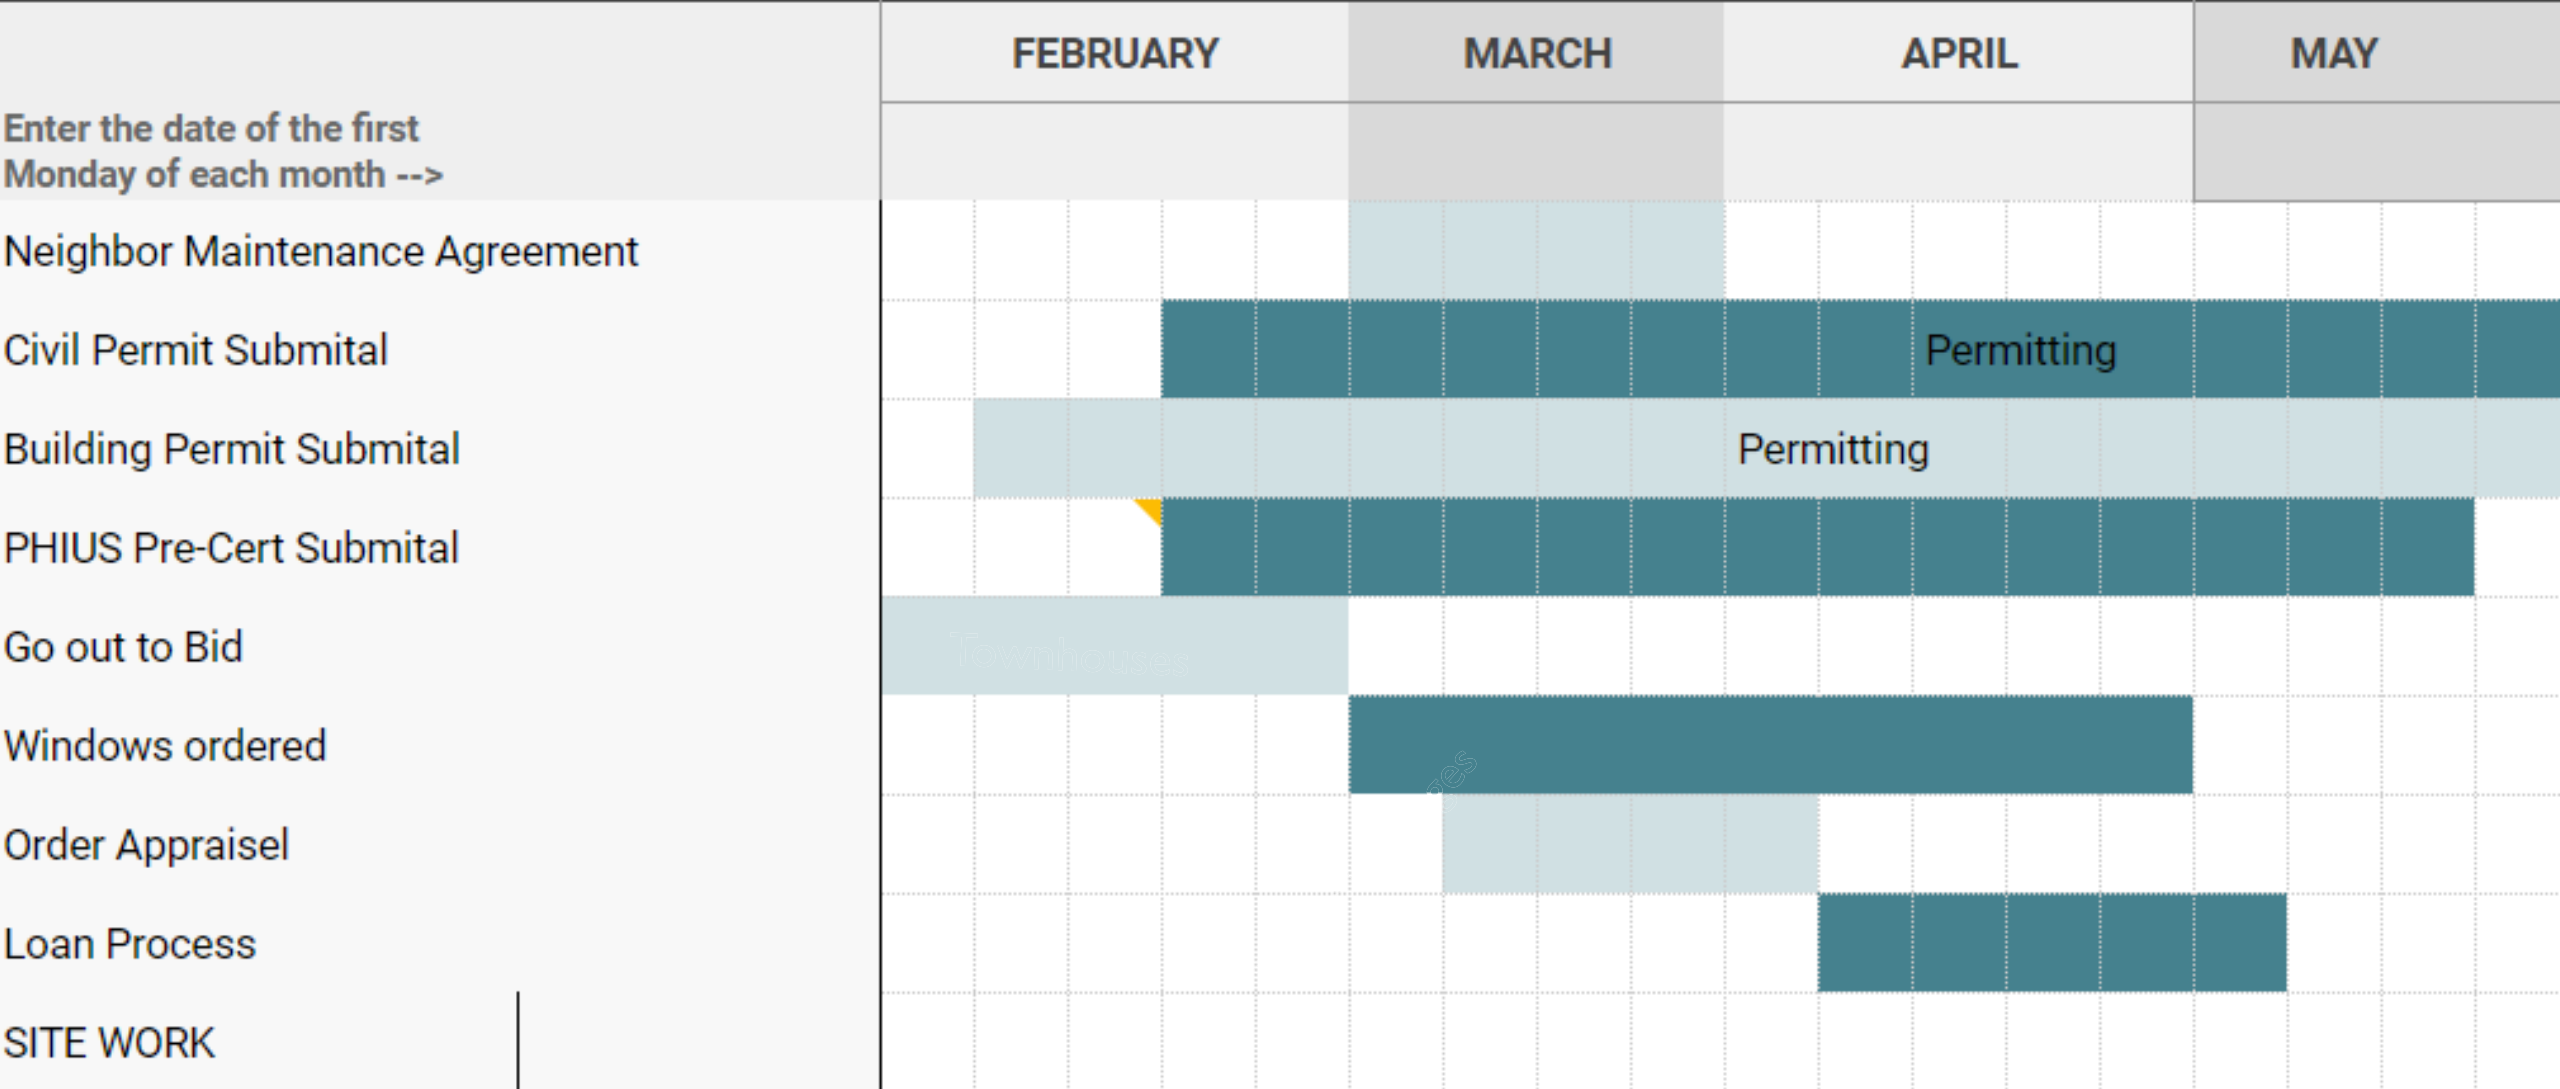 FEBRUARY MARCH APRIL MAY
Enter the date of the first
Monday of each month -->
Neighbor Maintenance Agreement
Civil Permit Submital Permitting
Building Permit Submital Permitting
PHIUS Pre-Cert Submital
Go out to Bid Townhouses
Windows ordered
Order Appraisel
Loan Process
SITE WORK